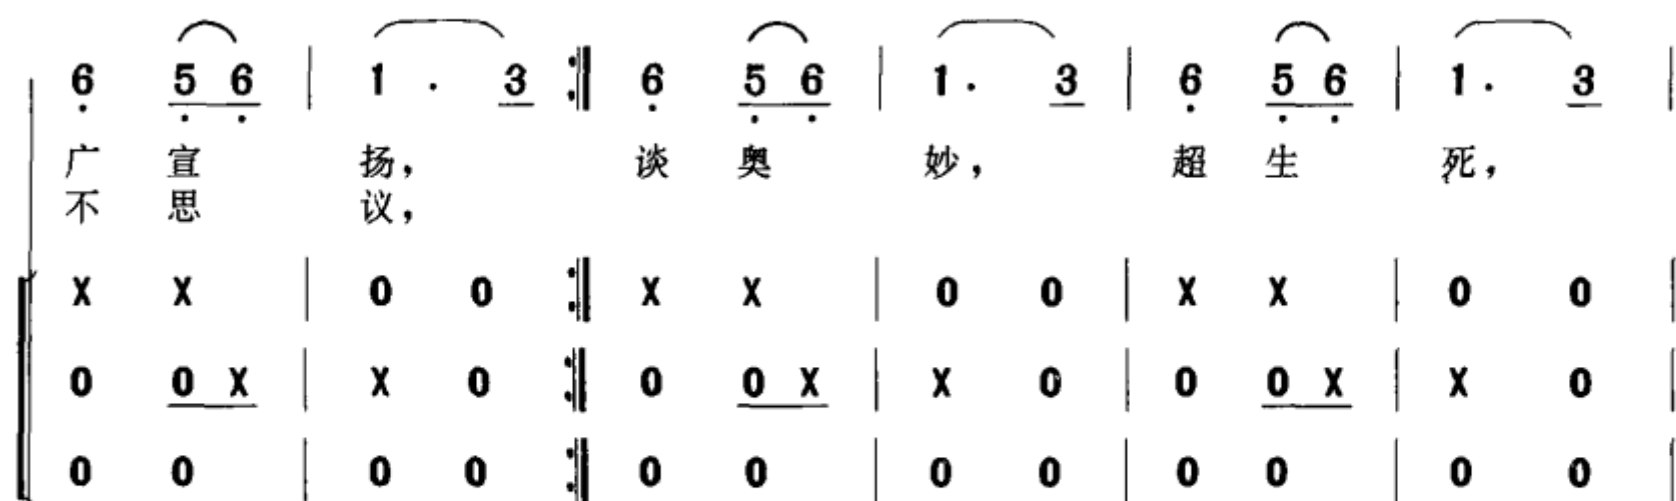 6 5 6 | 1 . 3 :‖ 6 5 6 | 1 . 3 | 6 5 6 | 1 . 3 |
广 宣 扬， 谈 奥 妙， 超 生 死，
不 思 议，
X X | 0 0 :‖ X X | 0 0 | X X | 0 0 |
0 0 X | X 0 :‖ 0 0 X | X 0 | 0 0 X | X 0 |
0 0 | 0 0 :‖ 0 0 | 0 0 | 0 0 | 0 0 |